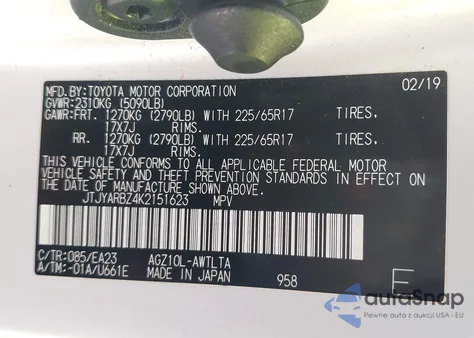 MFD. BY: TOYOTA MOTOR CORPORATION 02/19
GVWR: 2310KG (5090LB)
GAWR: FRT. 1270KG (2790LB) WITH 225/65R17 TIRES,
17X7J RIMS.
RR. 1270KG (2790LB) WITH 225/65R17 TIRES,
17X7J RIMS.
THIS VEHICLE CONFORMS TO ALL APPLICABLE FEDERAL MOTOR
VEHICLE SAFETY AND THEFT PREVENTION STANDARDS IN EFFECT
ON THE DATE OF MANUFACTURE SHOWN ABOVE.
JTJYARBZ4K2151623 MPV
C/TR: 085/EA23 AGZ10L-AWTLTA
A/TM: -01A/U661E MADE IN JAPAN 958 F
autoSnap
Pewne auta z USA i EU